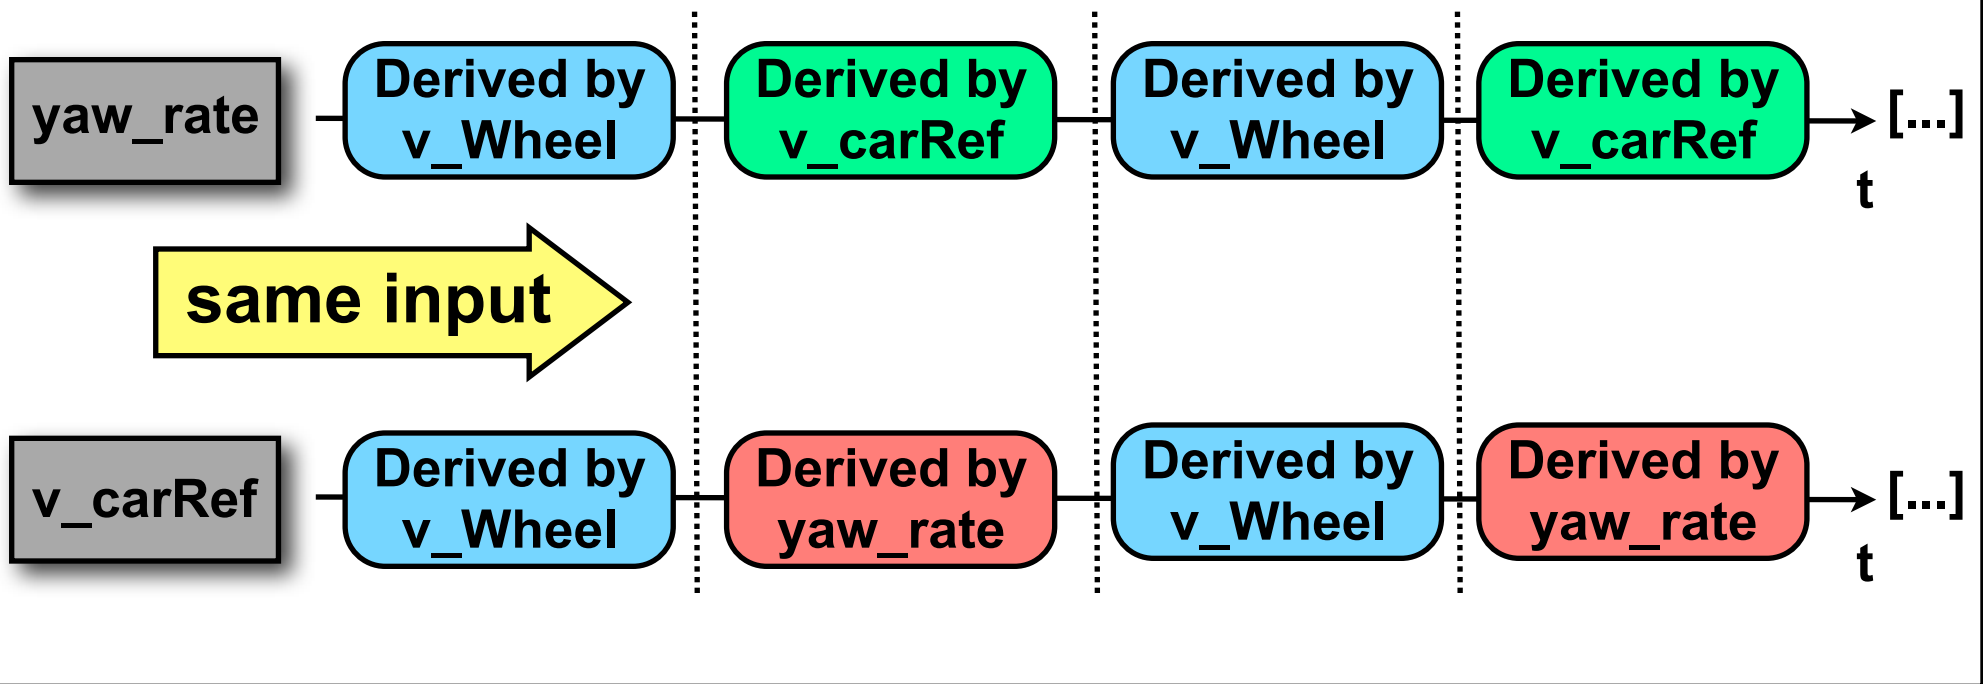 yaw_rate
Derived by
v_Wheel
Derived by
v_carRef
Derived by
v_Wheel
Derived by
v_carRef
[...]
t
same input
v_carRef
Derived by
v_Wheel
Derived by
yaw_rate
Derived by
v_Wheel
Derived by
yaw_rate
[...]
t